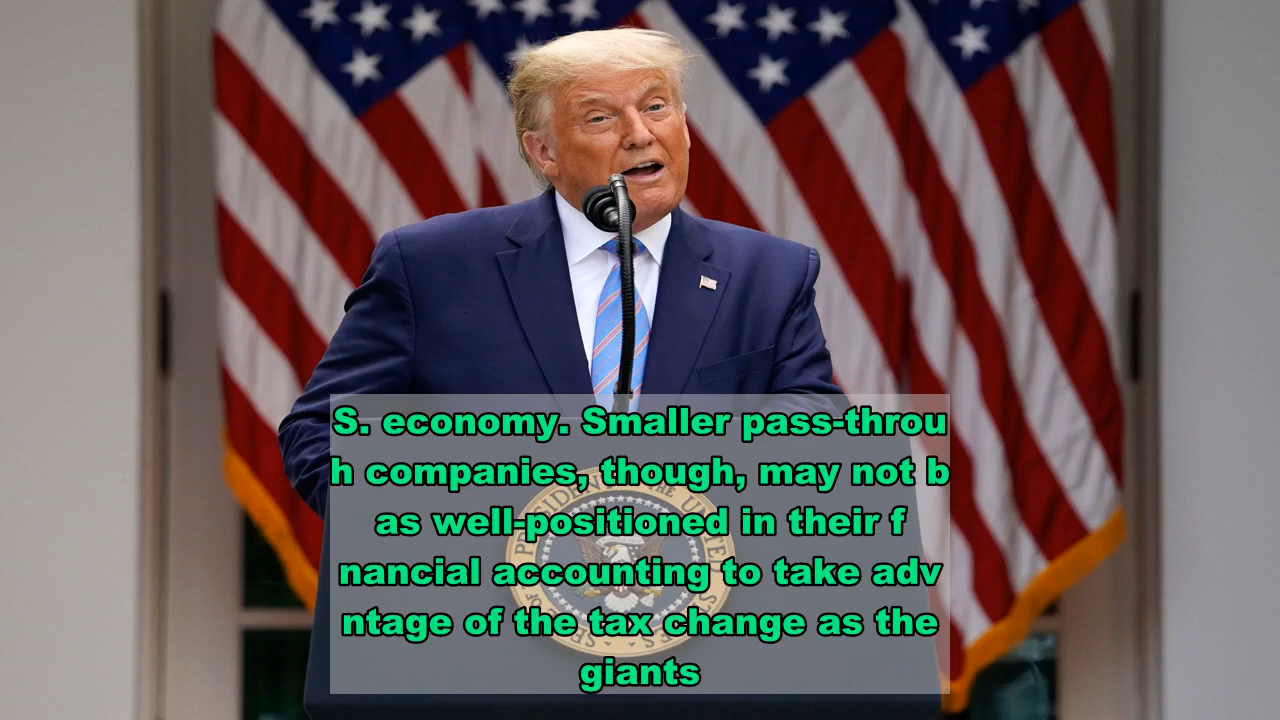 S. economy. Smaller pass-throu
h companies, though, may not b
as well-positioned in their f
nancial accounting to take adv
ntage of the tax change as the
giants